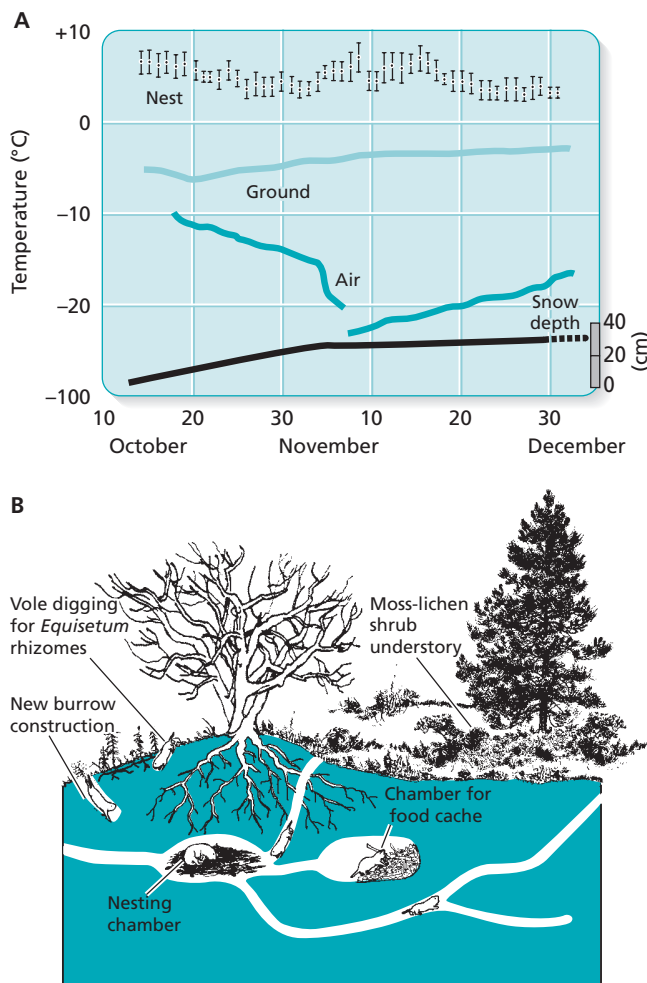 A
Temperature (°C)
+10
0
−10
−20
−100
Nest
Ground
Air
Snow
depth
40
20
0
(cm)
10 20 30 10 20 30
October November December
B
Vole digging
for Equisetum
rhizomes
New burrow
construction
Moss-lichen
shrub
understory
Chamber for
food cache
Nesting
chamber